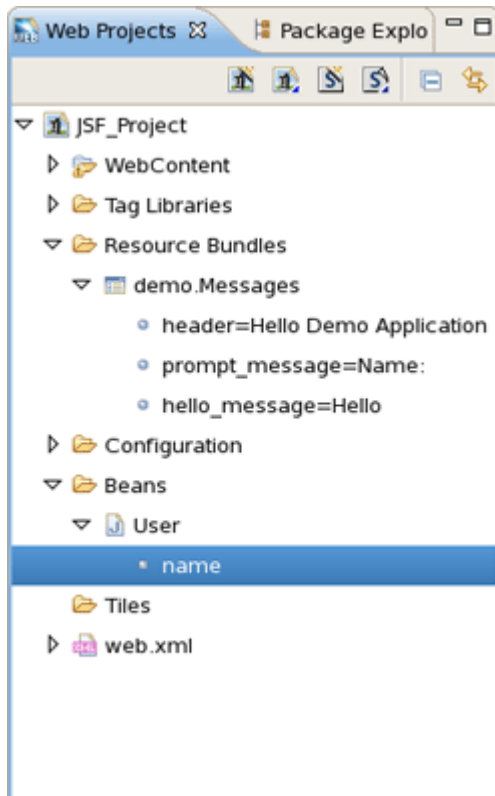 Web Projects Package Explo
JSF_Project
WebContent
Tag Libraries
Resource Bundles
demo.Messages
header=Hello Demo Application
prompt_message=Name:
hello_message=Hello
Configuration
Beans
User
name
Tiles
web.xml